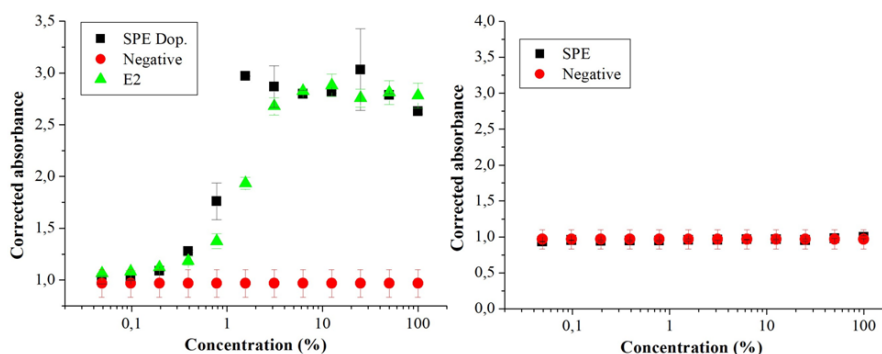 3,5
3,0
2,5
2,0
1,5
1,0
Corrected absorbance
SPE Dop.
Negative
E2
0,1
1
10
100
Concentration (%)
4,0
3,5
3,0
2,5
2,0
1,5
1,0
0,5
0,0
Corrected absorbance
SPE
Negative
0,1
1
10
100
Concentration (%)